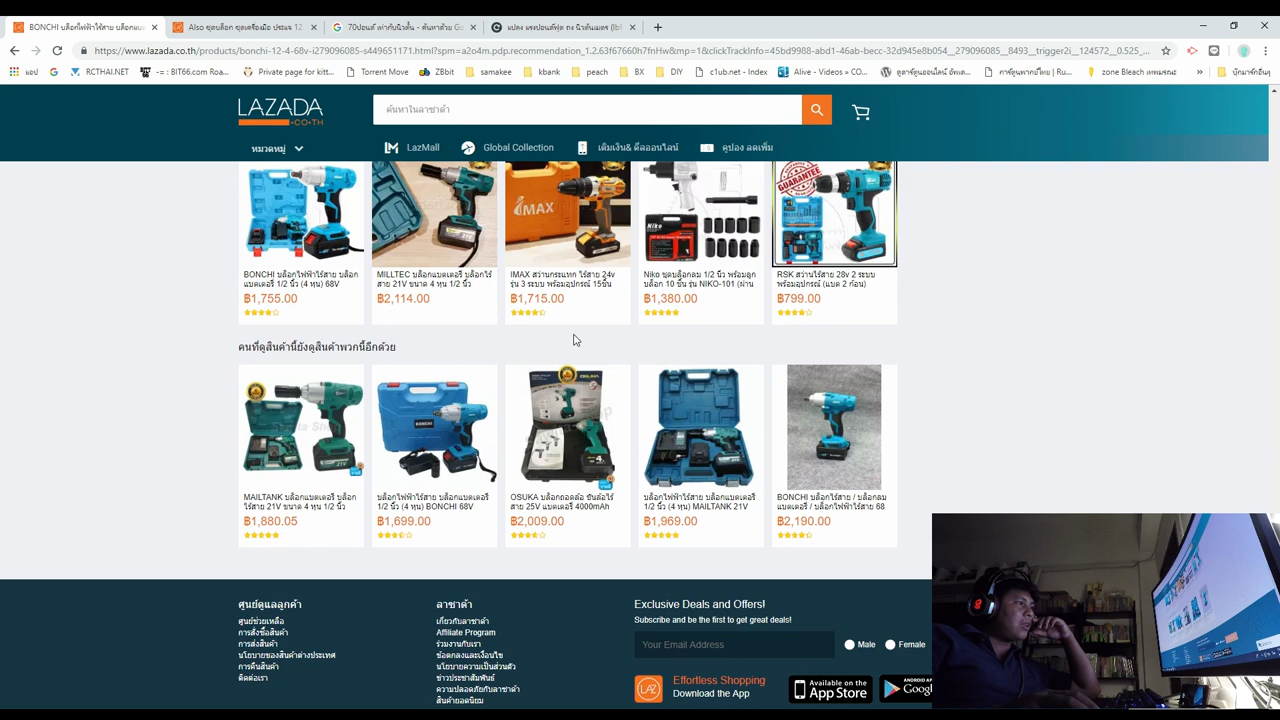 BONCHI บล็อกไฟฟ้าไร้สาย บล็อกแบต
Also ชุดบล็อก ชุดเครื่องมือ ประแจ 12
70ปอนด์ เท่ากับนิวตั้น - ค้นหาด้วย Go
แปลง แรงปอนด์ฟุต ถง นิวตันเมตร (lbf
https://www.lazada.co.th/products/bonchi-12-4-68v-i279096085-s449651171.html?spm=a2o4m.pdp.recommendation_1.2.63f67660h7fnHw&mp=1&clickTrackInfo=45bd9988-abd1-46ab-becc-32d945e8b054__279096085__8493__trigger2i__124572__0.525_...
แอป RCTHAI.NET -= : BIT66.com Roa... Private page for kitt... Torrent Movie ZBbit samakee kbank peach BX DIY c1ub.net - Index Alive - Videos » CO... ดูดาร์ตูนออนไลน์ อัพเด... การ์ตูนพากย์ไทย | Ru... zone Bleach เทพมรณะ » บุ๊กมาร์กอื่นๆ
LAZADA
.CO.TH
ค้นหาในลาซาด้า
หมวดหมู่ LazMall Global Collection เติมเงิน& ดีลออนไลน์ คูปอง ลดเพิ่ม
IMAX
Niko
GUARANTEE
BONCHI บล็อกไฟฟ้าไร้สาย บล็อก
แบตเตอรี่ 1/2 นิ้ว (4 หุน) 68V
฿1,755.00
MILLTEC บล็อกแบตเตอรี่ บล็อกไร้
สาย 21V ขนาด 4 หุน 1/2 นิ้ว
฿2,114.00
IMAX สว่านกระแทก ไร้สาย 24v
รุ่น 3 ระบบ พร้อมอุปกรณ์ 15ชิ้น
฿1,715.00
Niko ชุดบล็อกลม 1/2 นิ้ว พร้อมลูก
บล็อก 10 ชิ้น รุ่น NIKO-101 (ผ่าน
฿1,380.00
RSK สว่านไร้สาย 28v 2 ระบบ
พร้อมอุปกรณ์ (แบต 2 ก้อน)
฿799.00
คนที่ดูสินค้านี้ยังดูสินค้าพวกนี้อีกด้วย
21V
BONCHI
MAILTANK บล็อกแบตเตอรี่ บล็อก
ไร้สาย 21V ขนาด 4 หุน 1/2 นิ้ว
฿1,880.05
บล็อกไฟฟ้าไร้สาย บล็อกแบตเตอรี่
1/2 นิ้ว (4 หุน) BONCHI 68V
฿1,699.00
OSUKA บล็อกถอดล้อ ขันล้อไร้
สาย 25V แบตเตอรี่ 4000mAh
฿2,009.00
บล็อกไฟฟ้าไร้สาย บล็อกแบตเตอรี่
1/2 นิ้ว (4 หุน) MAILTANK 21V
฿1,969.00
BONCHI บล็อกไร้สาย / บล็อกลม
แบตเตอรี่ / บล็อกไฟฟ้าไร้สาย 68
฿2,190.00
ศูนย์ดูแลลูกค้า
ศูนย์ช่วยเหลือ
การสั่งซื้อสินค้า
การส่งสินค้า
นโยบายของสินค้าต่างประเทศ
การคืนสินค้า
ติดต่อเรา
ลาซาด้า
เกี่ยวกับลาซาด้า
Affiliate Program
ร่วมงานกับเรา
ข้อตกลงและเงื่อนไข
นโยบายความเป็นส่วนตัว
ข่าวประชาสัมพันธ์
ความปลอดภัยกับลาซาด้า
สินค้ายอดนิยม
Exclusive Deals and Offers!
Subscribe and be the first to get great deals!
Your Email Address Male Female
LAZ
Effortless Shopping
Download the App
Available on the
App Store
ANDROID APP
Google